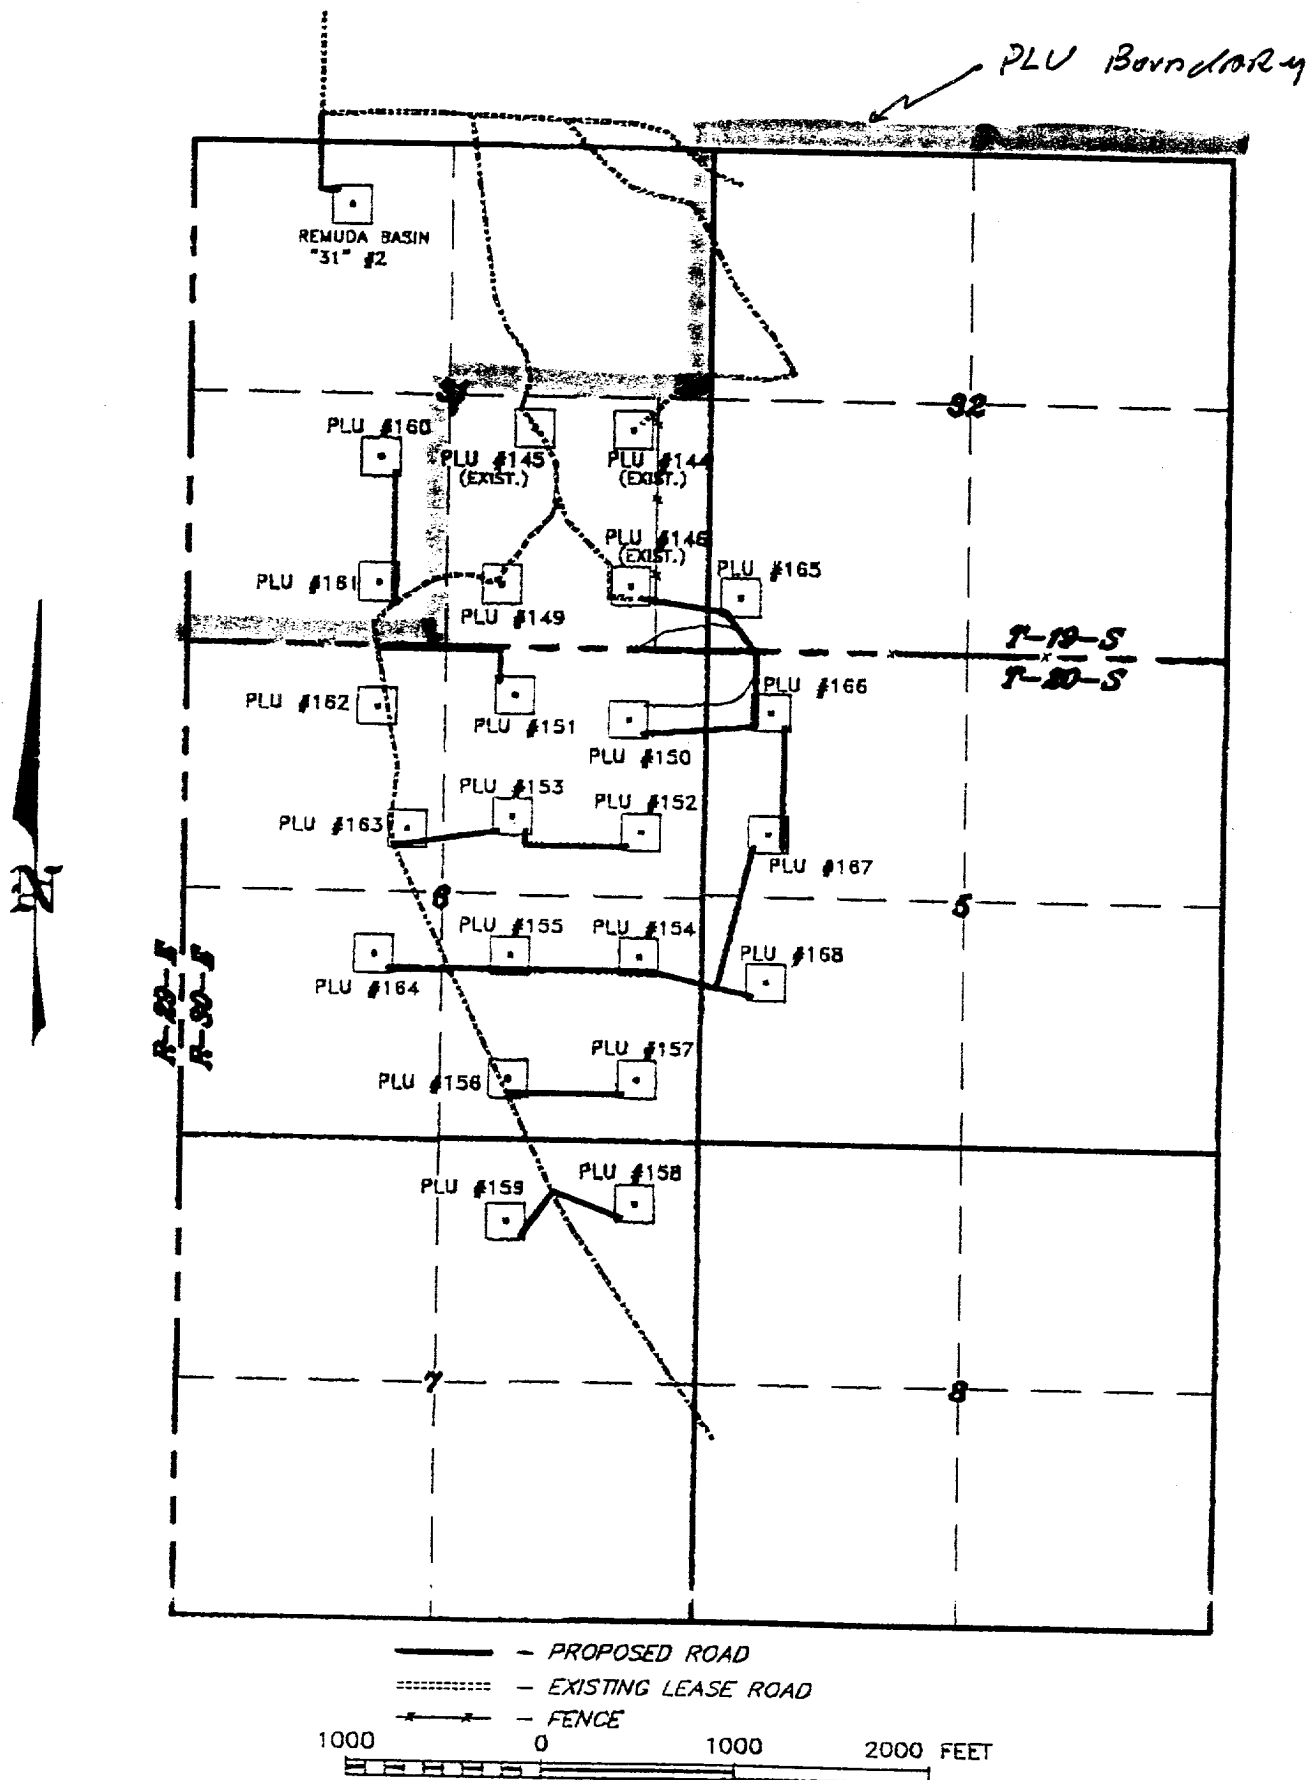 PLU Boundary
REMUDA BASIN
"31" #2
31
32
PLU #160
PLU #145
(EXIST.)
PLU #144
(EXIST.)
PLU #146
(EXIST.)
PLU #165
PLU #161
PLU #149
T-19-S
T-20-S
PLU #162
PLU #151
PLU #150
PLU #166
PLU #153
PLU #152
PLU #163
PLU #167
6
5
PLU #155
PLU #154
PLU #168
PLU #164
R-29-E
R-30-E
N
PLU #157
PLU #156
PLU #158
PLU #159
7
8
- PROPOSED ROAD
- EXISTING LEASE ROAD
- FENCE
1000 0 1000 2000 FEET